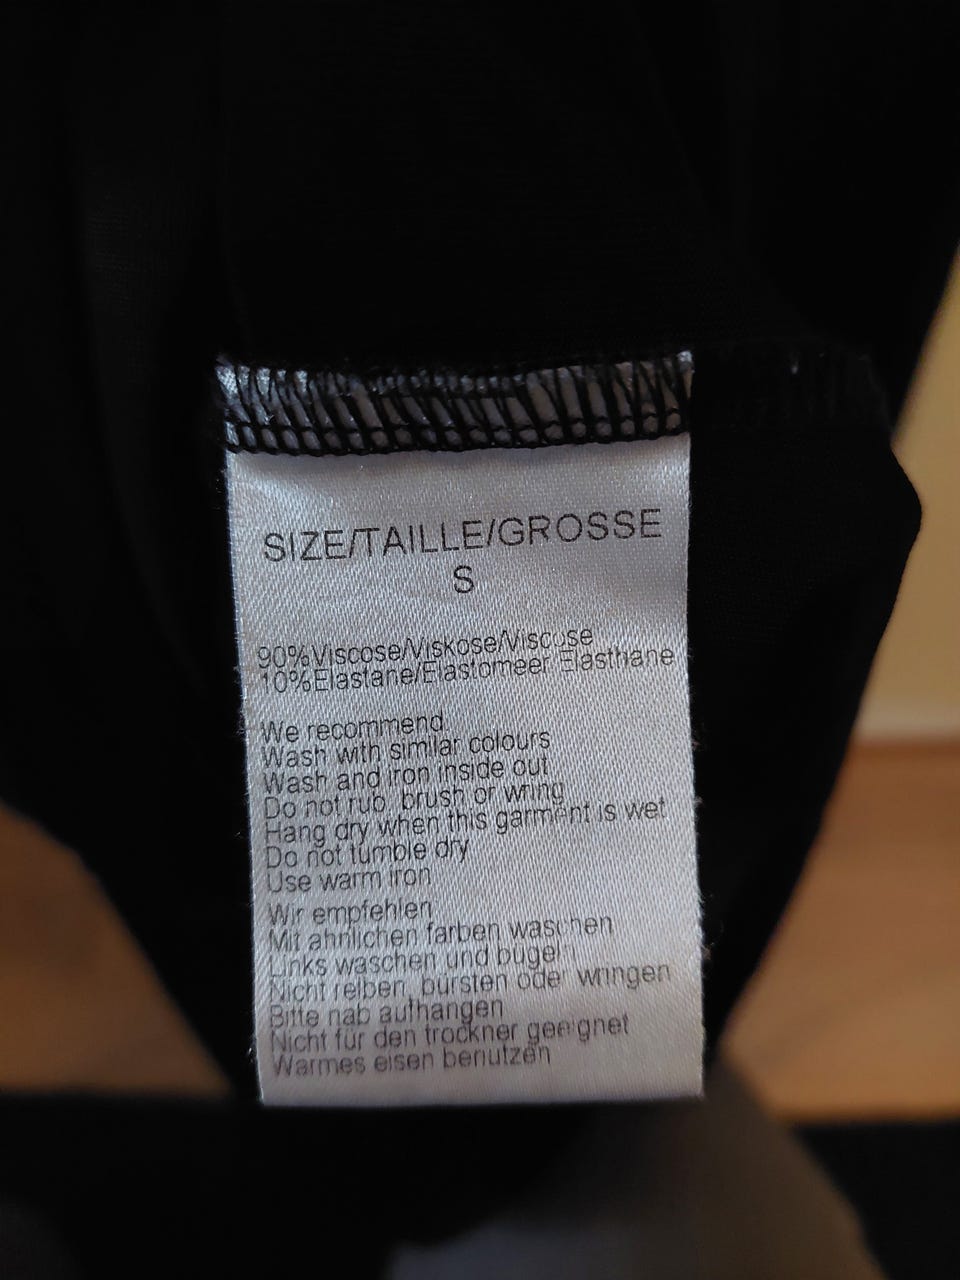 SIZE/TAILLE/GROSSE
S
90%Viscose/Viskose/Viscose
10%Elastane/Elastomeer Elasthane
We recommend
Wash with similar colours
Wash and iron inside out
Do not rub, brush or wring
Hang dry when this garment is wet
Do not tumble dry
Use warm iron
Wir empfehlen
Mit ahnlichen farben waschen
Links waschen und bugeln
Nicht reiben, bursten oder wringen
Bitte nab aufhangen
Nicht für den trockner geeignet
Warmes eisen benutzen